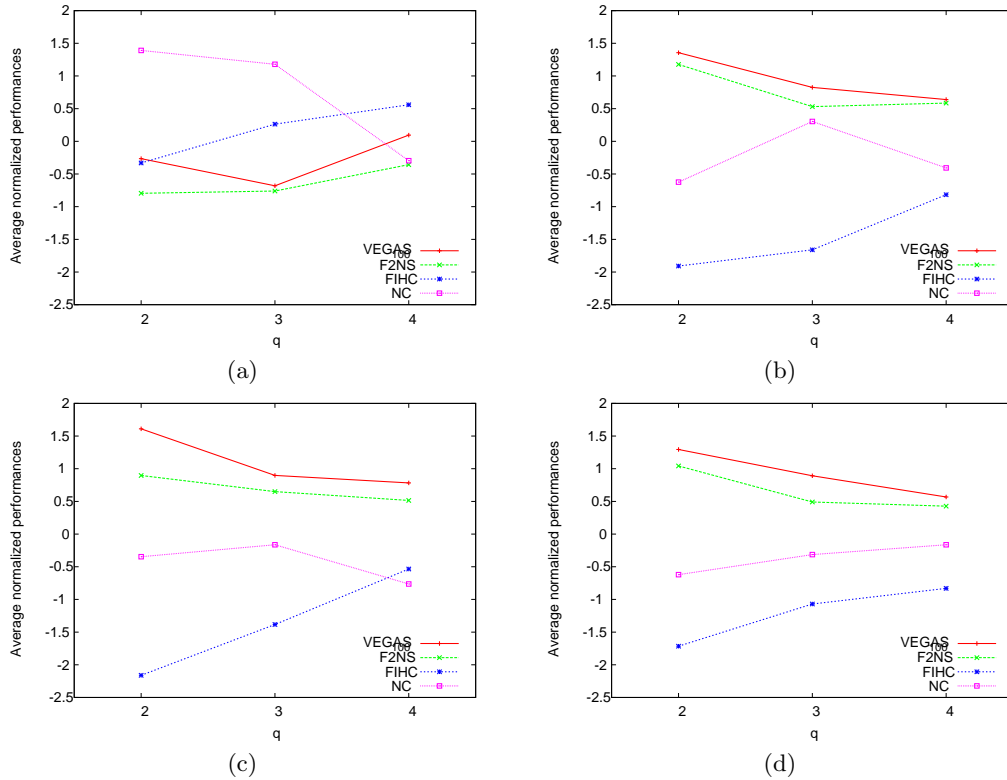 2
1.5
1
0.5
0
-0.5
-1
-1.5
-2
-2.5
Average normalized performances
2 3 4
q
VEGAS100
F2NS
FIHC
NC
(a)
2
1.5
1
0.5
0
-0.5
-1
-1.5
-2
-2.5
Average normalized performances
2 3 4
q
VEGAS100
F2NS
FIHC
NC
(b)
2
1.5
1
0.5
0
-0.5
-1
-1.5
-2
-2.5
Average normalized performances
2 3 4
q
VEGAS100
F2NS
FIHC
NC
(c)
2
1.5
1
0.5
0
-0.5
-1
-1.5
-2
-2.5
Average normalized performances
2 3 4
q
VEGAS100
F2NS
FIHC
NC
(d)